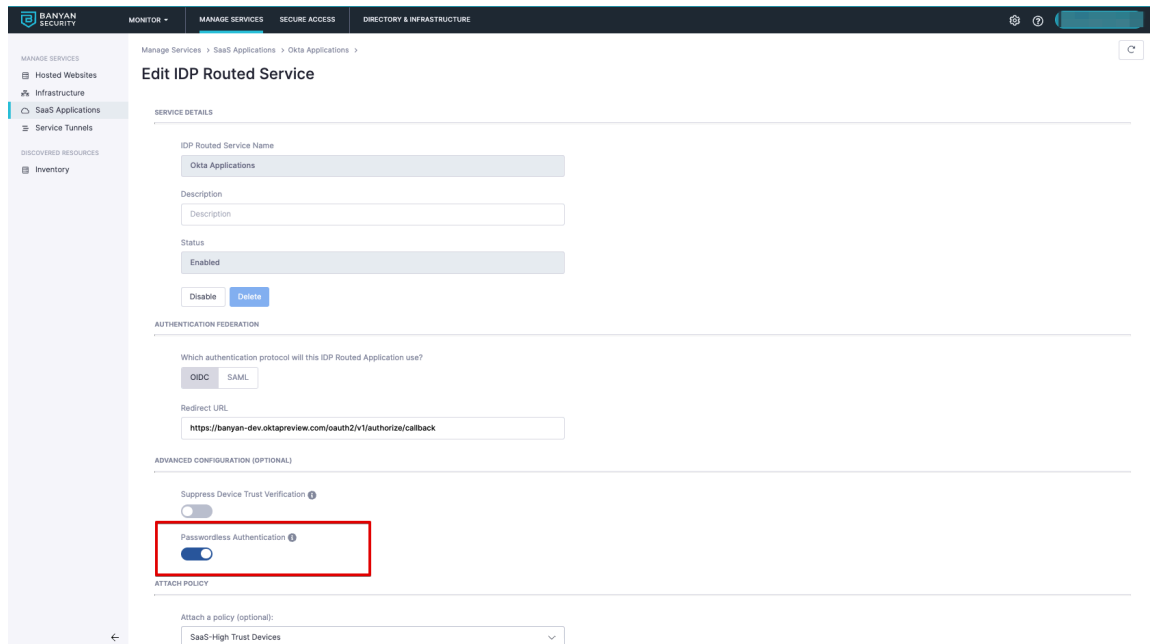 BANYAN SECURITY
MONITOR MANAGE SERVICES SECURE ACCESS DIRECTORY & INFRASTRUCTURE
MANAGE SERVICES
Hosted Websites
Infrastructure
SaaS Applications
Service Tunnels
DISCOVERED RESOURCES
Inventory
Manage Services > SaaS Applications > Okta Applications >
Edit IDP Routed Service
SERVICE DETAILS
IDP Routed Service Name
Okta Applications
Description
Description
Status
Enabled
Disable Delete
AUTHENTICATION FEDERATION
Which authentication protocol will this IDP Routed Application use?
OIDC SAML
Redirect URL
https://banyan-dev.oktapreview.com/oauth2/v1/authorize/callback
ADVANCED CONFIGURATION (OPTIONAL)
Suppress Device Trust Verification
Passwordless Authentication
ATTACH POLICY
Attach a policy (optional):
SaaS-High Trust Devices